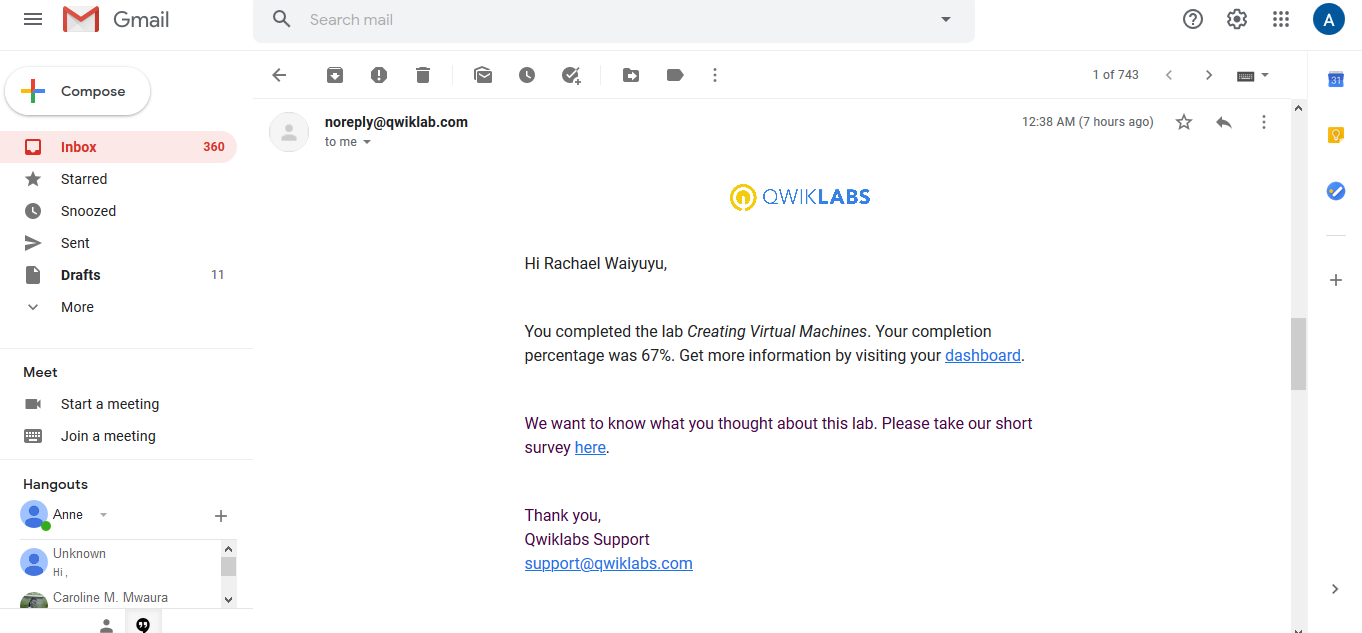 Gmail
Search mail
A
Compose
1 of 743
31
Inbox 360
Starred
Snoozed
Sent
Drafts 11
More
Meet
Start a meeting
Join a meeting
Hangouts
Anne
Unknown
Hi ,
Caroline M. Mwaura
noreply@qwiklab.com
12:38 AM (7 hours ago)
to me
QWIKLABS
Hi Rachael Waiyuyu,
You completed the lab Creating Virtual Machines. Your completion
percentage was 67%. Get more information by visiting your dashboard.
We want to know what you thought about this lab. Please take our short
survey here.
Thank you,
Qwiklabs Support
support@qwiklabs.com